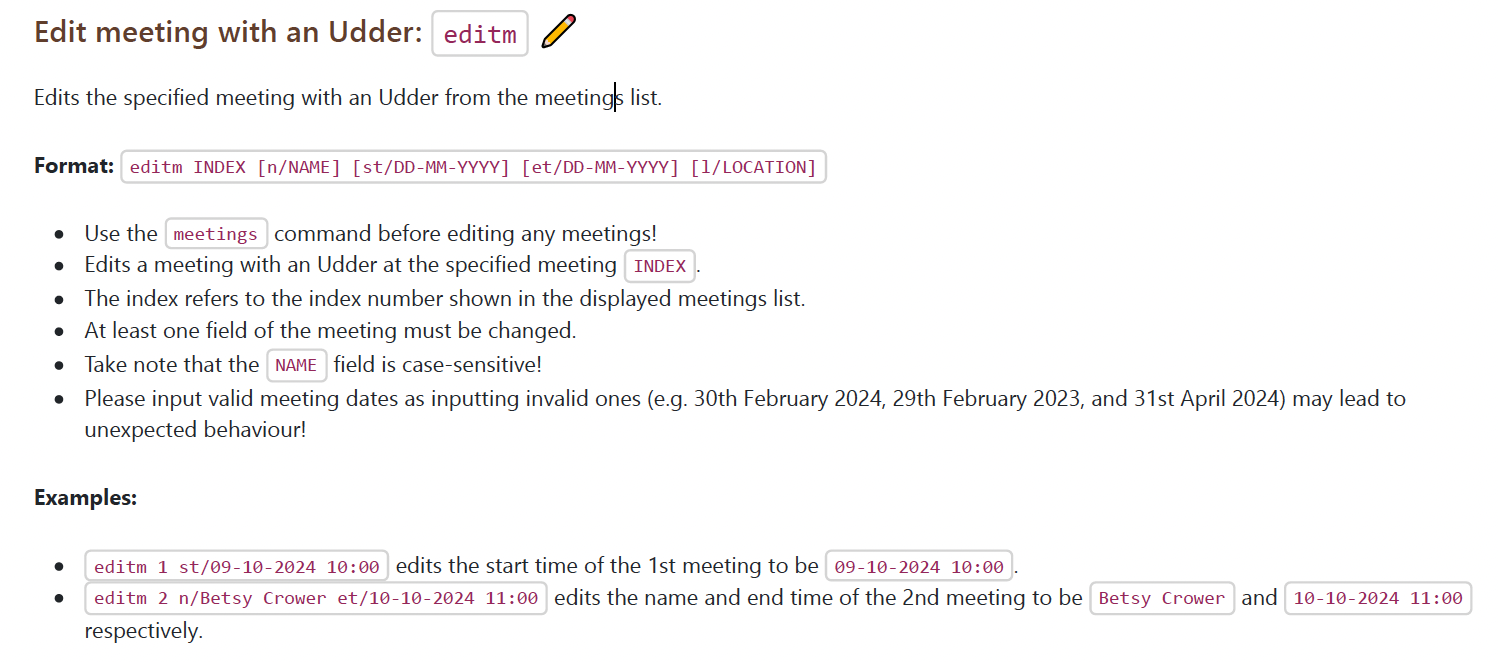 Edit meeting with an Udder: editm
Edits the specified meeting with an Udder from the meetings list.
Format: editm INDEX [n/NAME] [st/DD-MM-YYYY] [et/DD-MM-YYYY] [l/LOCATION]
Use the meetings command before editing any meetings!
Edits a meeting with an Udder at the specified meeting INDEX.
The index refers to the index number shown in the displayed meetings list.
At least one field of the meeting must be changed.
Take note that the NAME field is case-sensitive!
Please input valid meeting dates as inputting invalid ones (e.g. 30th February 2024, 29th February 2023, and 31st April 2024) may lead to
unexpected behaviour!
Examples:
editm 1 st/09-10-2024 10:00 edits the start time of the 1st meeting to be 09-10-2024 10:00.
editm 2 n/Betsy Crower et/10-10-2024 11:00 edits the name and end time of the 2nd meeting to be Betsy Crower and 10-10-2024 11:00
respectively.